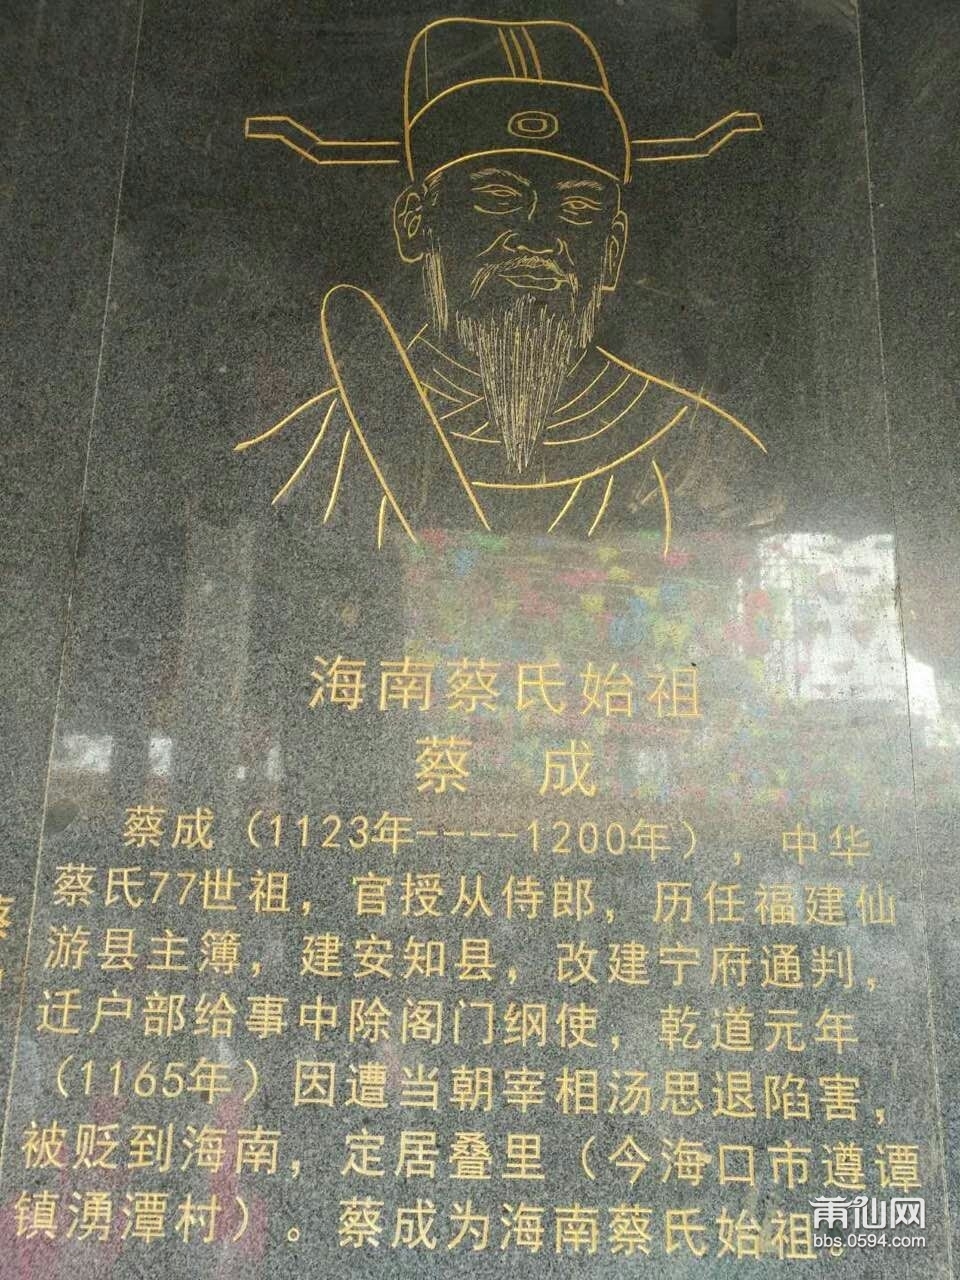 海南蔡氏始祖
蔡 成
蔡成（1123年----1200年），中华
蔡氏77世祖，官授从侍郎，历任福建仙
游县主簿，建安知县，改建宁府通判，
迁户部给事中除阁门纲使，乾道元年
（1165年）因遭当朝宰相汤思退陷害，
被贬到海南，定居叠里（今海口市遵谭
镇湧潭村）。蔡成为海南蔡氏始祖。
莆仙网
bbs.0594.com